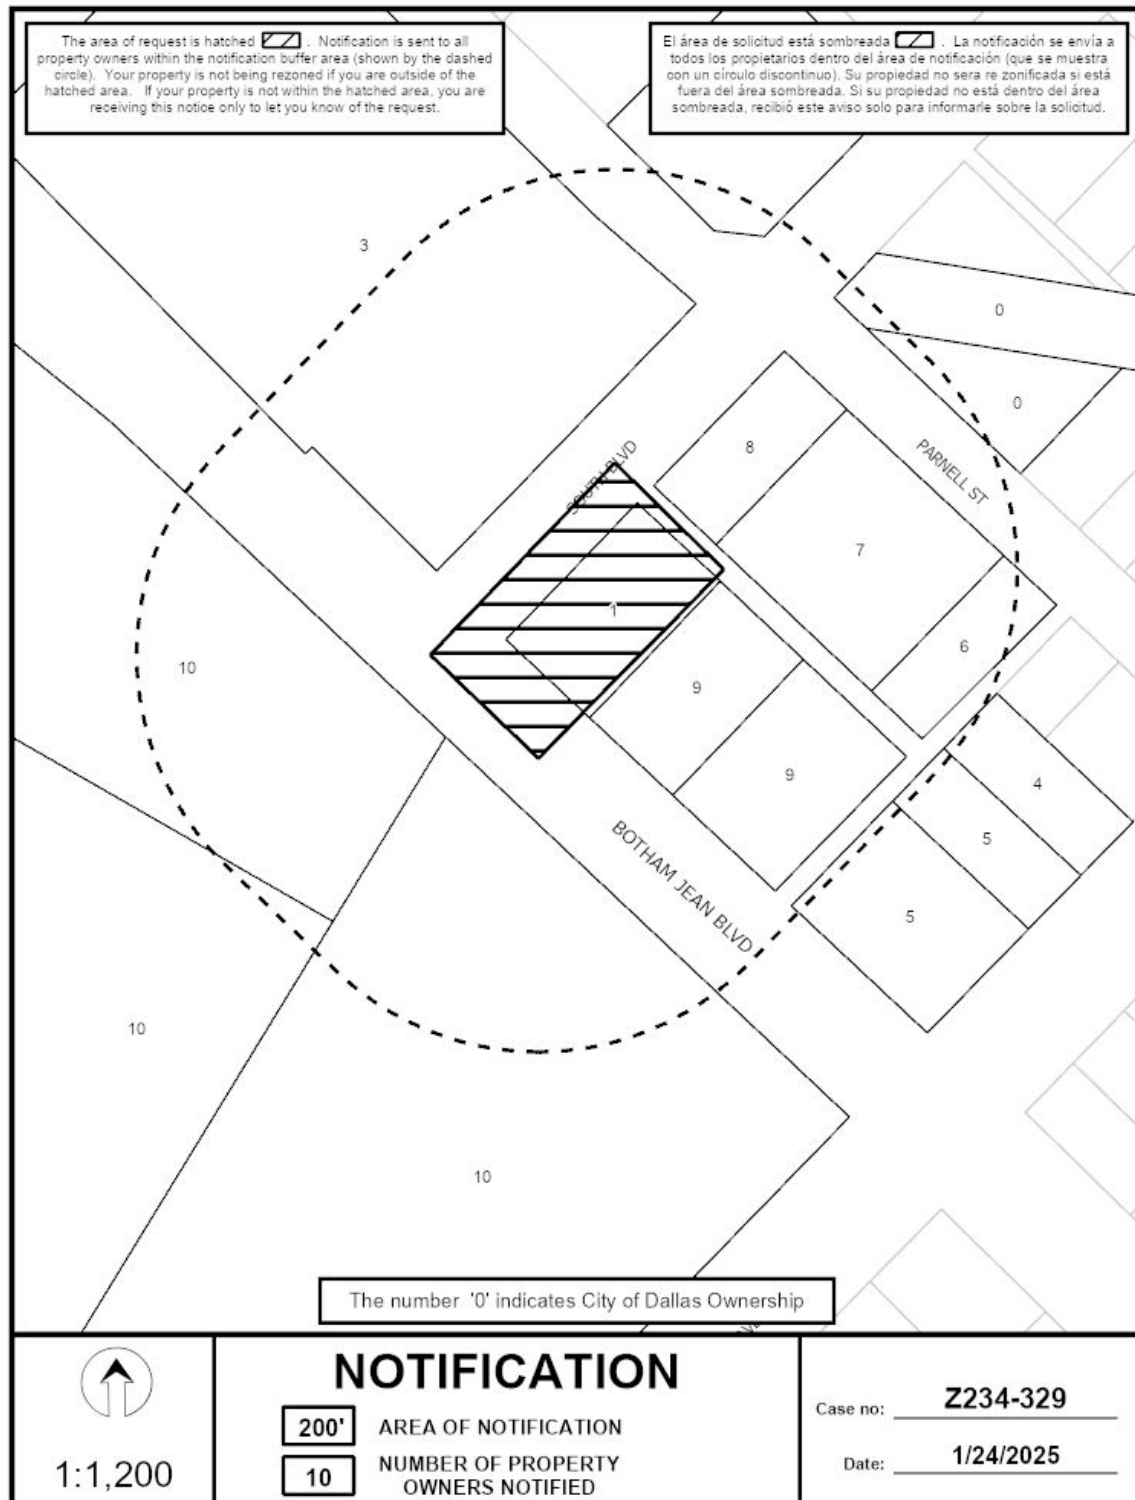 The area of request is hatched . Notification is sent to all
property owners within the notification buffer area (shown by the dashed
circle). Your property is not being rezoned if you are outside of the
hatched area. If your property is not within the hatched area, you are
receiving this notice only to let you know of the request.
El área de solicitud está sombreada . La notificación se envía a
todos los propietarios dentro del área de notificación (que se muestra
con un círculo discontinuo). Su propiedad no sera re zonificada si está
fuera del área sombreada. Si su propiedad no está dentro del área
sombreada, recibió este aviso solo para informarle sobre la solicitud.
3
0
0
SOUTH BLVD
8
PARNELL ST
7
1
6
10
9
9
4
5
BOTHAM JEAN BLVD
5
10
10
The number '0' indicates City of Dallas Ownership
1:1,200
NOTIFICATION
200' AREA OF NOTIFICATION
10 NUMBER OF PROPERTY
OWNERS NOTIFIED
Case no: Z234-329
Date: 1/24/2025